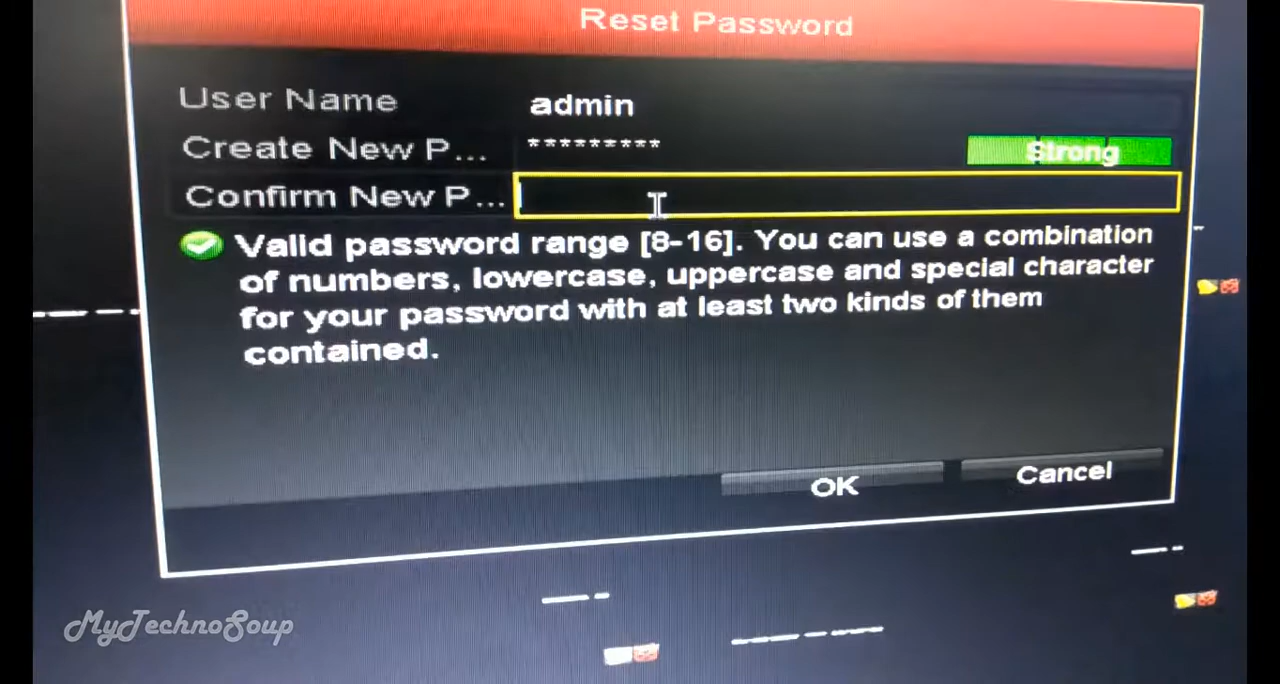 Reset Password
User Name admin
Create New P... ********* Strong
Confirm New P...
Valid password range [8-16]. You can use a combination
of numbers, lowercase, uppercase and special character
for your password with at least two kinds of them
contained.
OK Cancel
MyTechnoSoup